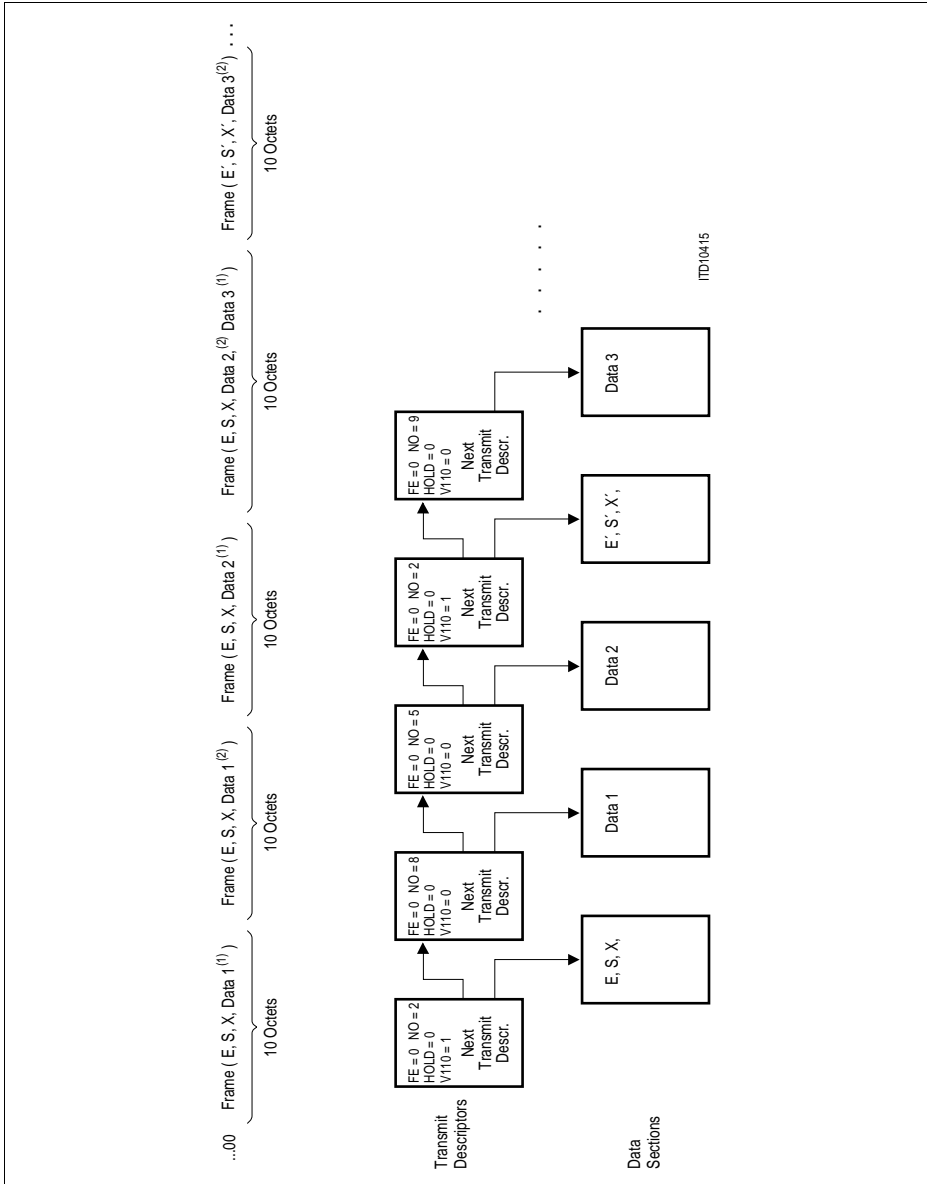 ...00 Frame ( E, S, X, Data 1 (1) ) Frame ( E, S, X, Data 1 (2) ) Frame ( E, S, X, Data 2 (1) ) Frame ( E, S, X, Data 2, (2) Data 3 (1) ) Frame ( E´, S´, X´, Data 3 (2) ) . . .
10 Octets 10 Octets 10 Octets 10 Octets 10 Octets
Transmit
Descriptors
FE = 0 NO = 2
HOLD = 0
V110 = 1
Next
Transmit
Descr.
FE = 0 NO = 8
HOLD = 0
V110 = 0
Next
Transmit
Descr.
FE = 0 NO = 5
HOLD = 0
V110 = 0
Next
Transmit
Descr.
FE = 0 NO = 2
HOLD = 0
V110 = 1
Next
Transmit
Descr.
FE = 0 NO = 9
HOLD = 0
V110 = 0
Next
Transmit
Descr.
. . . . .
Data
Sections
E, S, X,
Data 1
Data 2
E´, S´, X´,
Data 3
ITD10415